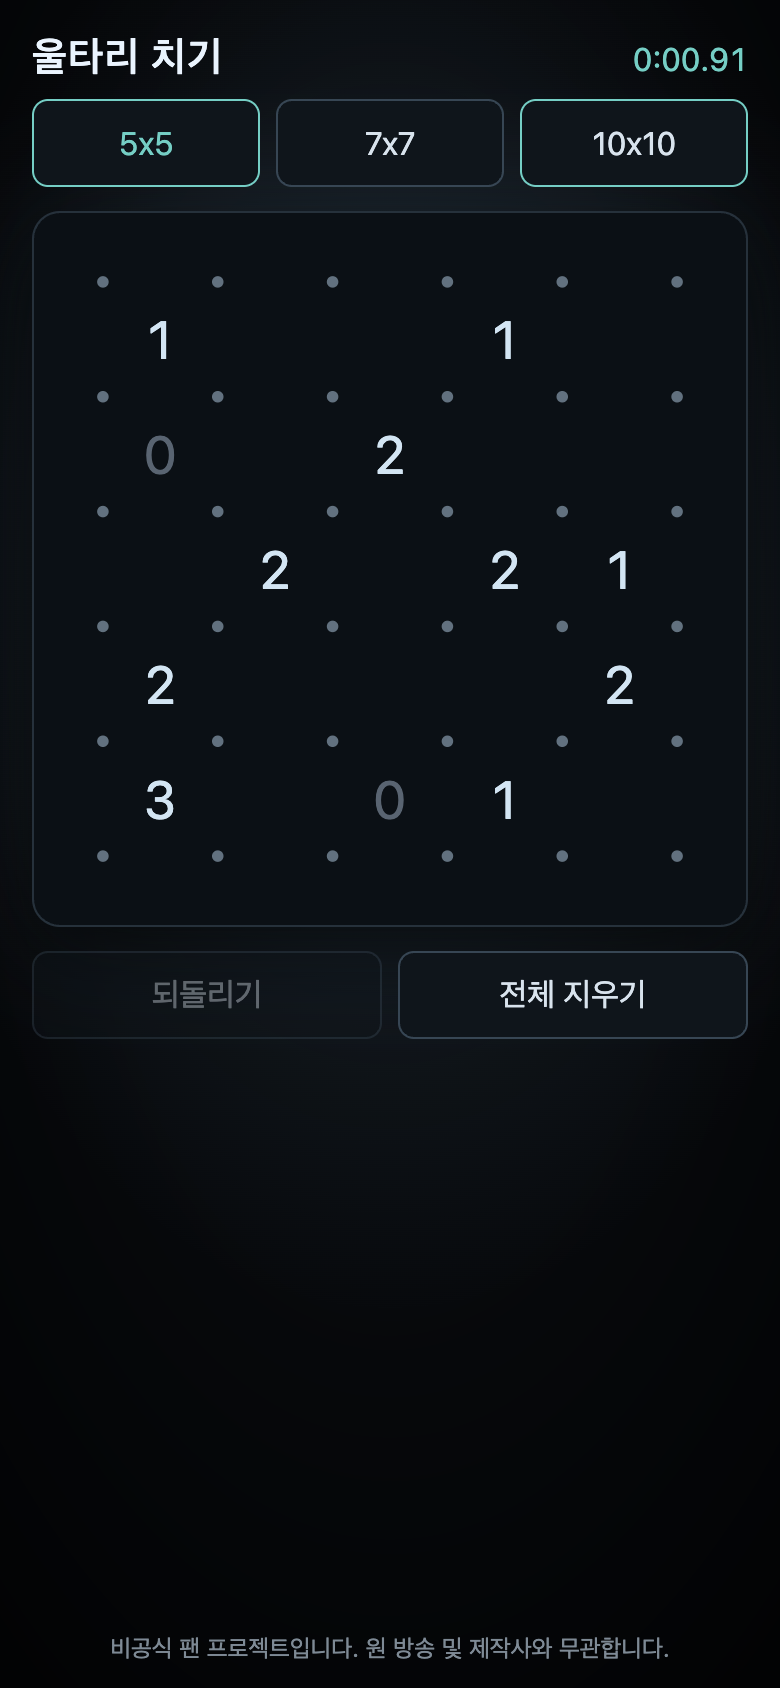 울타리 치기 0:00.91
5x5 7x7 10x10
1 1
0 2
2 2 1
2 2
3 0 1
되돌리기 전체 지우기
비공식 팬 프로젝트입니다. 원 방송 및 제작사와 무관합니다.